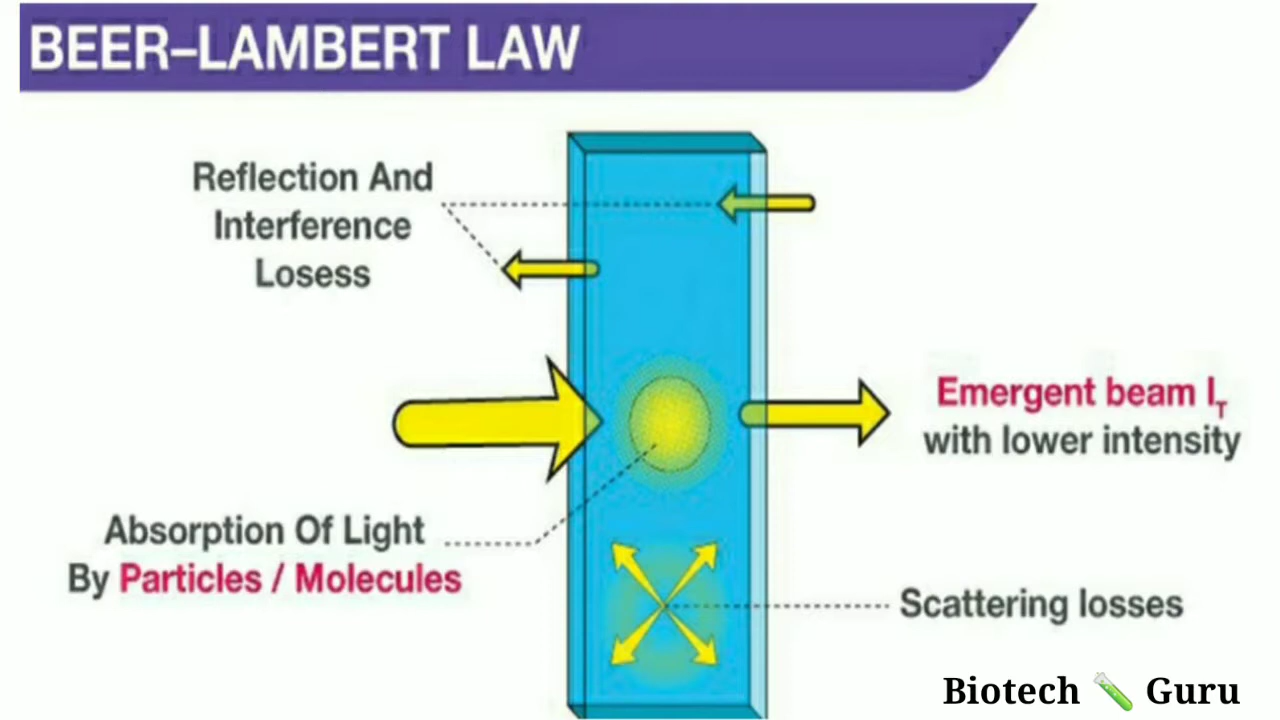 BEER–LAMBERT LAW
Reflection And
Interference
Losess
Emergent beam I_T
with lower intensity
Absorption Of Light
By Particles / Molecules
Scattering losses
Biotech 🧪 Guru